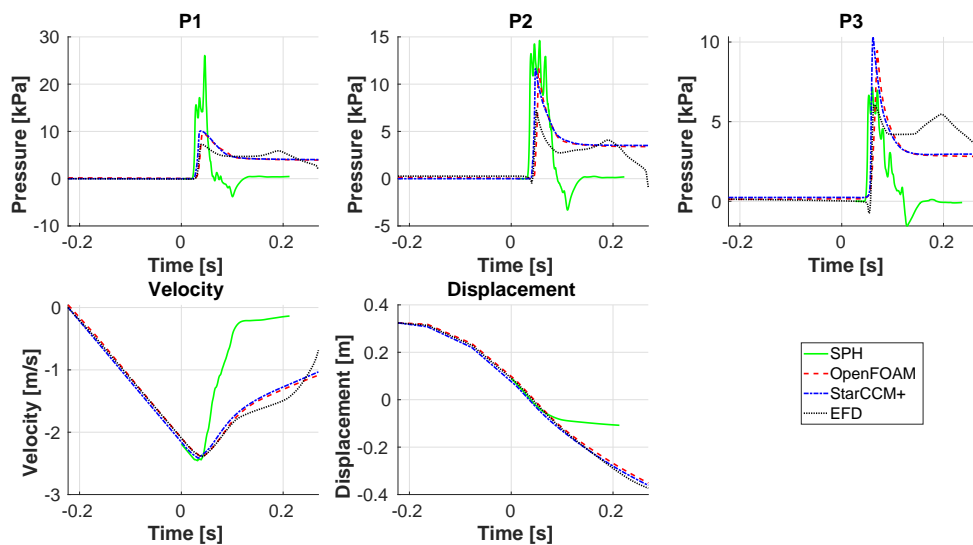 P1
30
20
10
0
-10
Pressure [kPa]
-0.2
0
0.2
Time [s]
P2
15
10
5
0
-5
Pressure [kPa]
-0.2
0
0.2
Time [s]
P3
10
5
0
Pressure [kPa]
-0.2
0
0.2
Time [s]
Velocity
0
-1
-2
-3
Velocity [m/s]
-0.2
0
0.2
Time [s]
Displacement
0.4
0.2
0
-0.2
-0.4
Displacement [m]
-0.2
0
0.2
Time [s]
SPH
OpenFOAM
StarCCM+
EFD